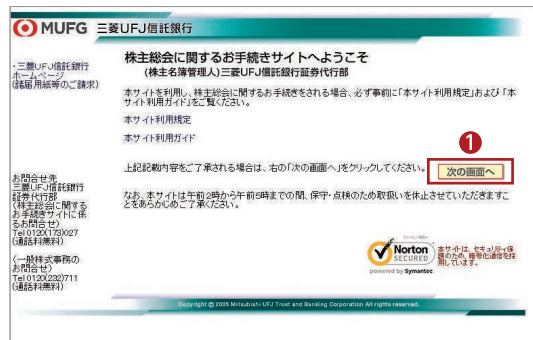 MUFG 三菱UFJ信託銀行
・三菱UFJ信託銀行
ホームページ
(諸届用紙等のご請求)
株主総会に関するお手続きサイトへようこそ
(株主名簿管理人)三菱UFJ信託銀行証券代行部
本サイトを利用し、株主総会に関するお手続きをされる場合、必ず事前に「本サイト利用規定」および「本
サイト利用ガイド」をご覧ください。
本サイト利用規定
本サイト利用ガイド
1
上記記載内容をご了承される場合は、右の「次の画面へ」をクリックしてください。
次の画面へ
なお、本サイトは午前2時から午前5時までの間、保守・点検のため取扱いを休止させていただきますこ
とをあらかじめご了承ください。
お問合せ先
三菱UFJ信託銀行
証券代行部
(株主総会に関する
お手続きサイトに係
るお問合せ)
Tel 0120(173)027
(通話料無料)
(一般株式事務の
お問合せ)
Tel 0120(232)711
(通話料無料)
Norton
SECURED
powered by Symantec
本サイトは、セキュリティ保
護のため、暗号化通信を採
用しています。
Copyright © 2005 Mitsubishi UFJ Trust and Banking Corporation All rights reserved.